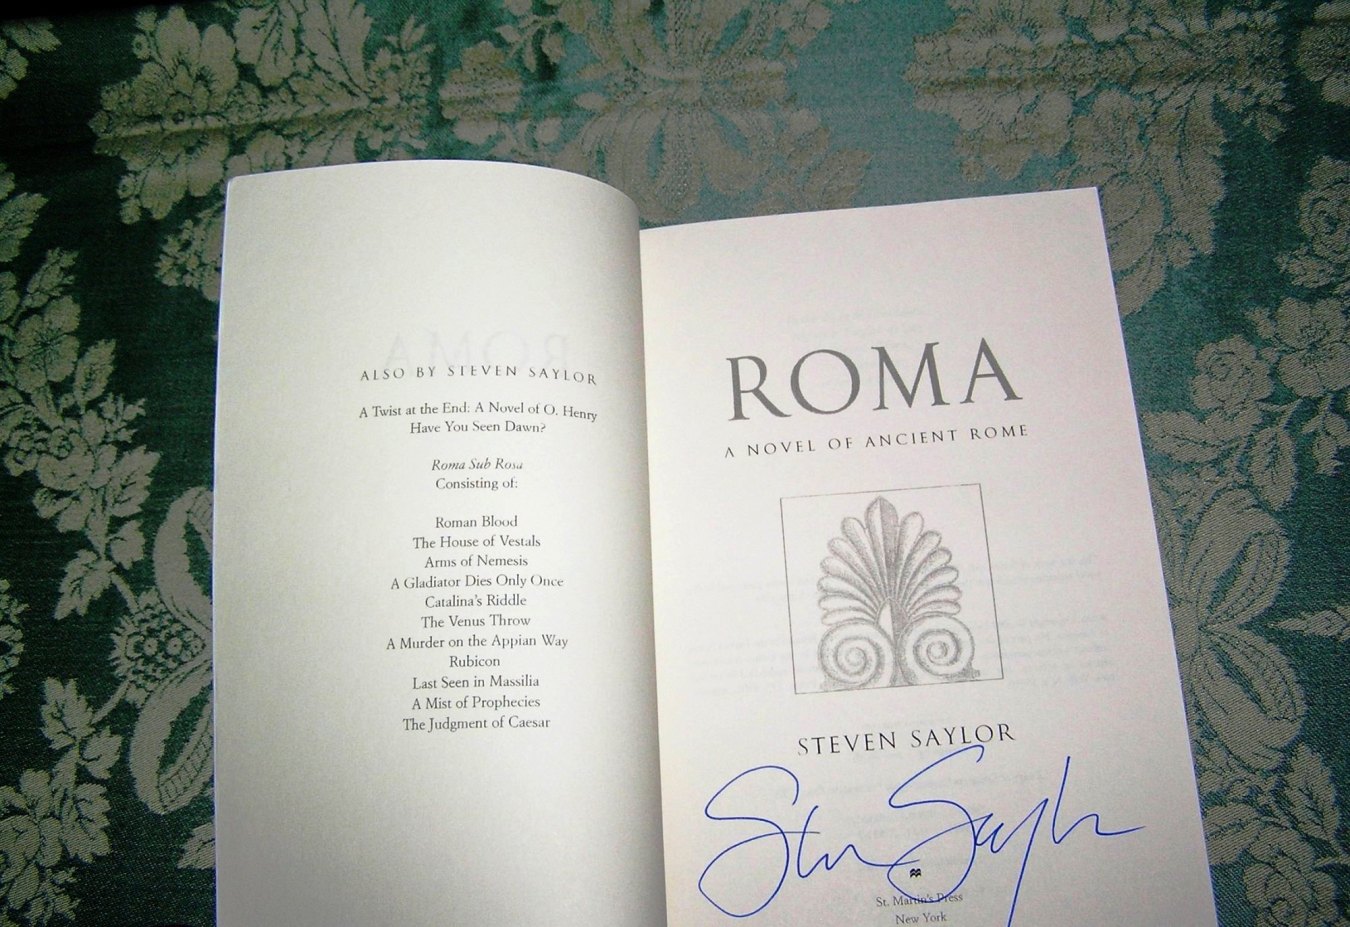 ALSO BY STEVEN SAYLOR
A Twist at the End: A Novel of O. Henry
Have You Seen Dawn?
Roma Sub Rosa
Consisting of:
Roman Blood
The House of Vestals
Arms of Nemesis
A Gladiator Dies Only Once
Catalina's Riddle
The Venus Throw
A Murder on the Appian Way
Rubicon
Last Seen in Massilia
A Mist of Prophecies
The Judgment of Caesar
ROMA
A NOVEL OF ANCIENT ROME
STEVEN SAYLOR
Steven Saylor
St. Martin's Press
New York